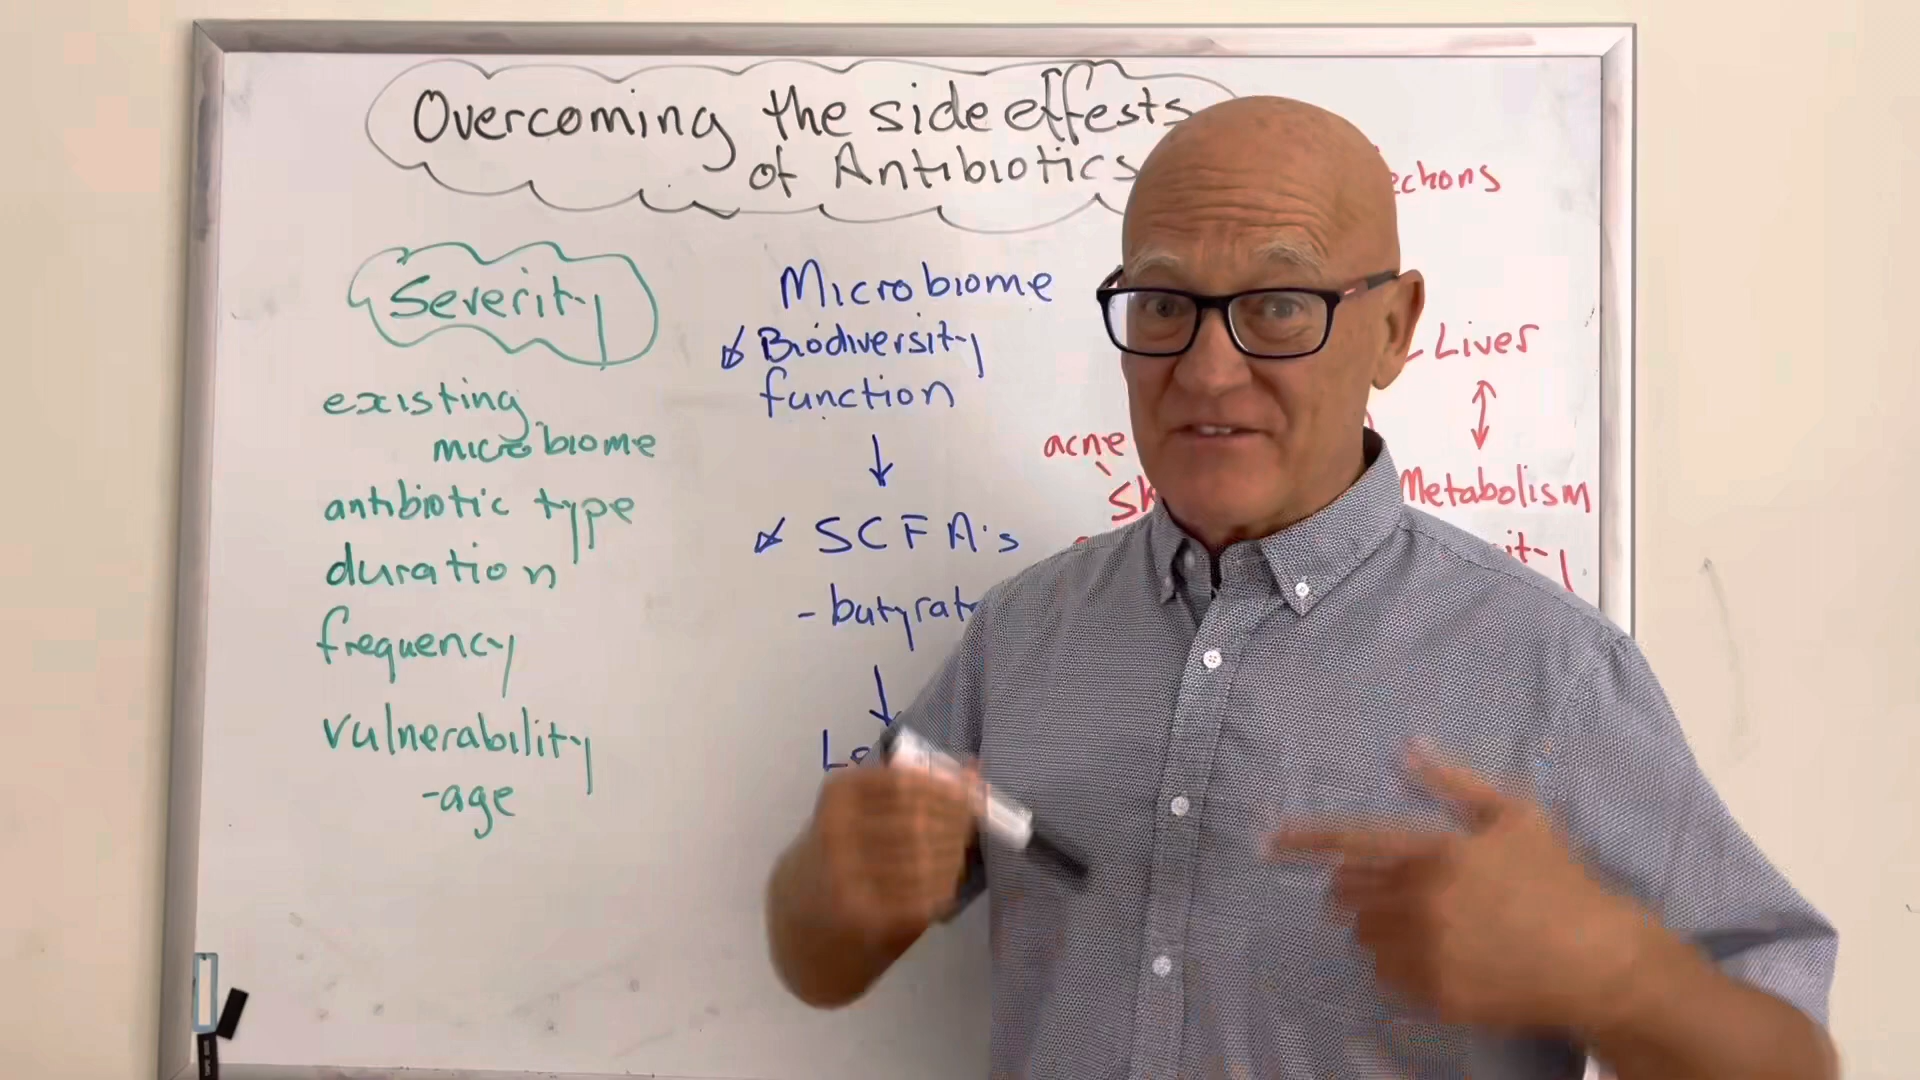 Overcoming the side effests
of Antibiotics
Severity
existing
microbiome
antibiotic type
duration
frequency
vulnerability
-age
Microbiome
Biodiversity
function
SCFA's
- butyrat
acne
Liver
Metabolism